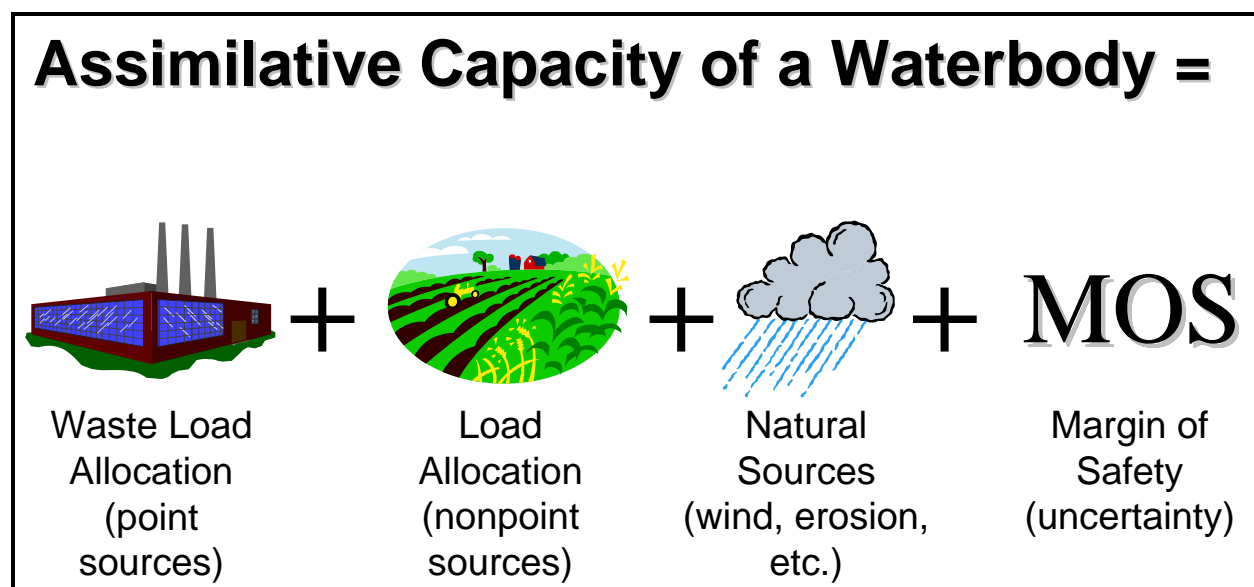 Assimilative Capacity of a Waterbody =
+ + + MOS
Waste Load
Allocation
(point
sources)
Load
Allocation
(nonpoint
sources)
Natural
Sources
(wind, erosion,
etc.)
Margin of
Safety
(uncertainty)